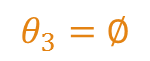 θ₃ = ∅